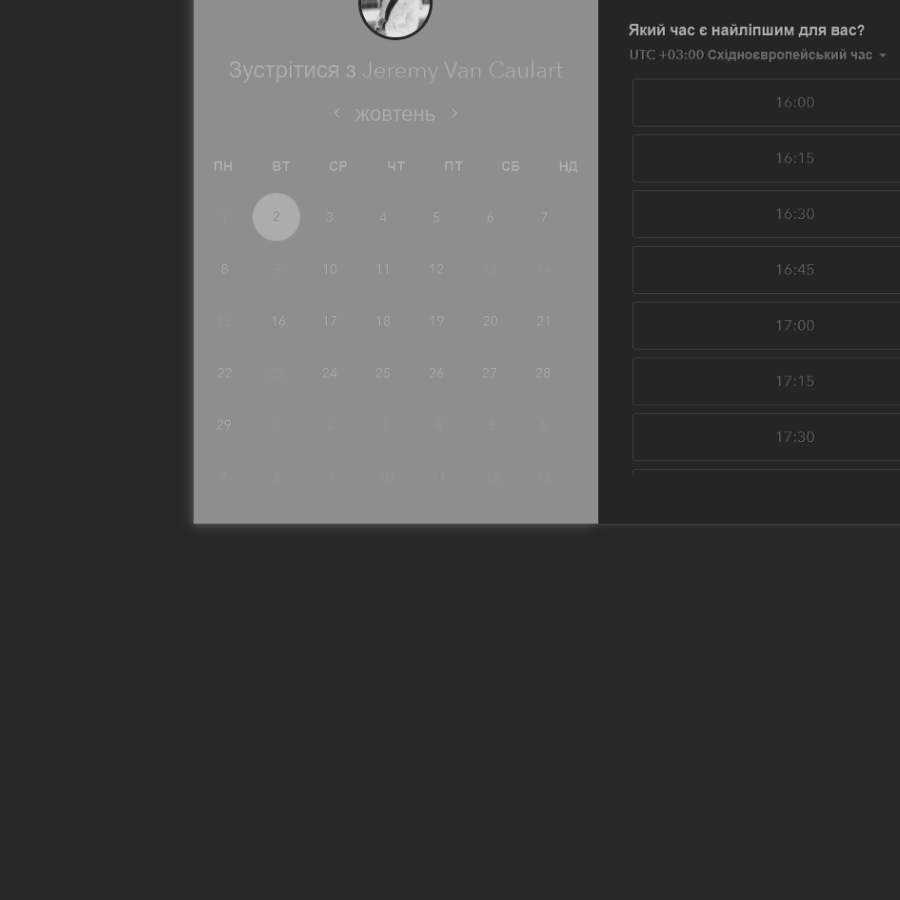 Зустрітися з Jeremy Van Caulart
жовтень
ПН ВТ СР ЧТ ПТ СБ НД
1 2 3 4 5 6 7
8 9 10 11 12 13 14
15 16 17 18 19 20 21
22 23 24 25 26 27 28
29 1 2 3 4 5 6
7 8 9 10 11 12 13
Який час є найліпшим для вас?
UTC +03:00 Східноєвропейський час
16:00
16:15
16:30
16:45
17:00
17:15
17:30